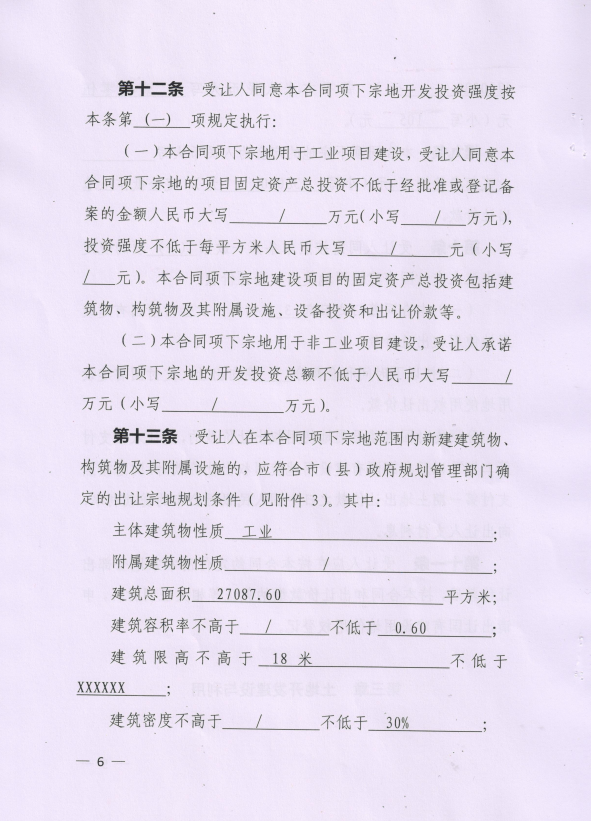 第十二条 受让人同意本合同项下宗地开发投资强度按
本条第 (一) 项规定执行:
(一)本合同项下宗地用于工业项目建设,受让人同意本
合同项下宗地的项目固定资产总投资不低于经批准或登记备
案的金额人民币大写 / 万元(小写 / 万元),
投资强度不低于每平方米人民币大写 / 元(小写
/ 元)。本合同项下宗地建设项目的固定资产总投资包括建
筑物、构筑物及其附属设施、设备投资和出让价款等。
(二)本合同项下宗地用于非工业项目建设,受让人承诺
本合同项下宗地的开发投资总额不低于人民币大写 /
万元(小写 / 万元)。
第十三条 受让人在本合同项下宗地范围内新建建筑物、
构筑物及其附属设施的,应符合市(县)政府规划管理部门确
定的出让宗地规划条件(见附件3)。其中:
主体建筑物性质 工业 ;
附属建筑物性质 / ;
建筑总面积 27087.60 平方米;
建筑容积率不高于 / 不低于 0.60 ;
建筑限高不高于 18 米 不低于
XXXXXX ;
建筑密度不高于 / 不低于 30% ;
— 6 —